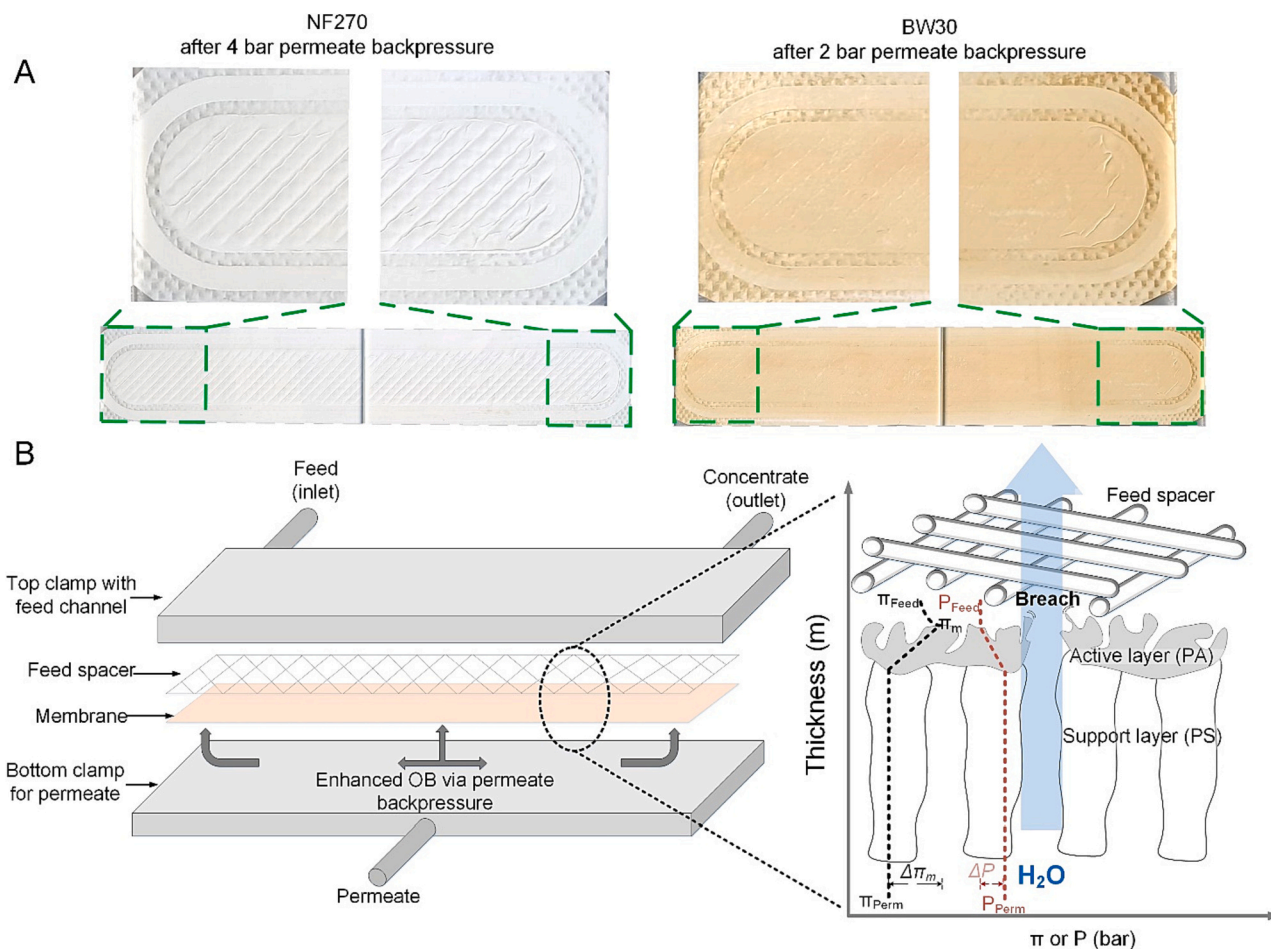 NF270
after 4 bar permeate backpressure
BW30
after 2 bar permeate backpressure
A
B
Feed
(inlet)
Concentrate
(outlet)
Top clamp with
feed channel
Feed spacer
Membrane
Bottom clamp
for permeate
Enhanced OB via permeate
backpressure
Permeate
Thickness (m)
Feed spacer
πFeed
PFeed
Breach
πm
Active layer (PA)
Support layer (PS)
Δπm
ΔP
H₂O
πPerm
PPerm
π or P (bar)